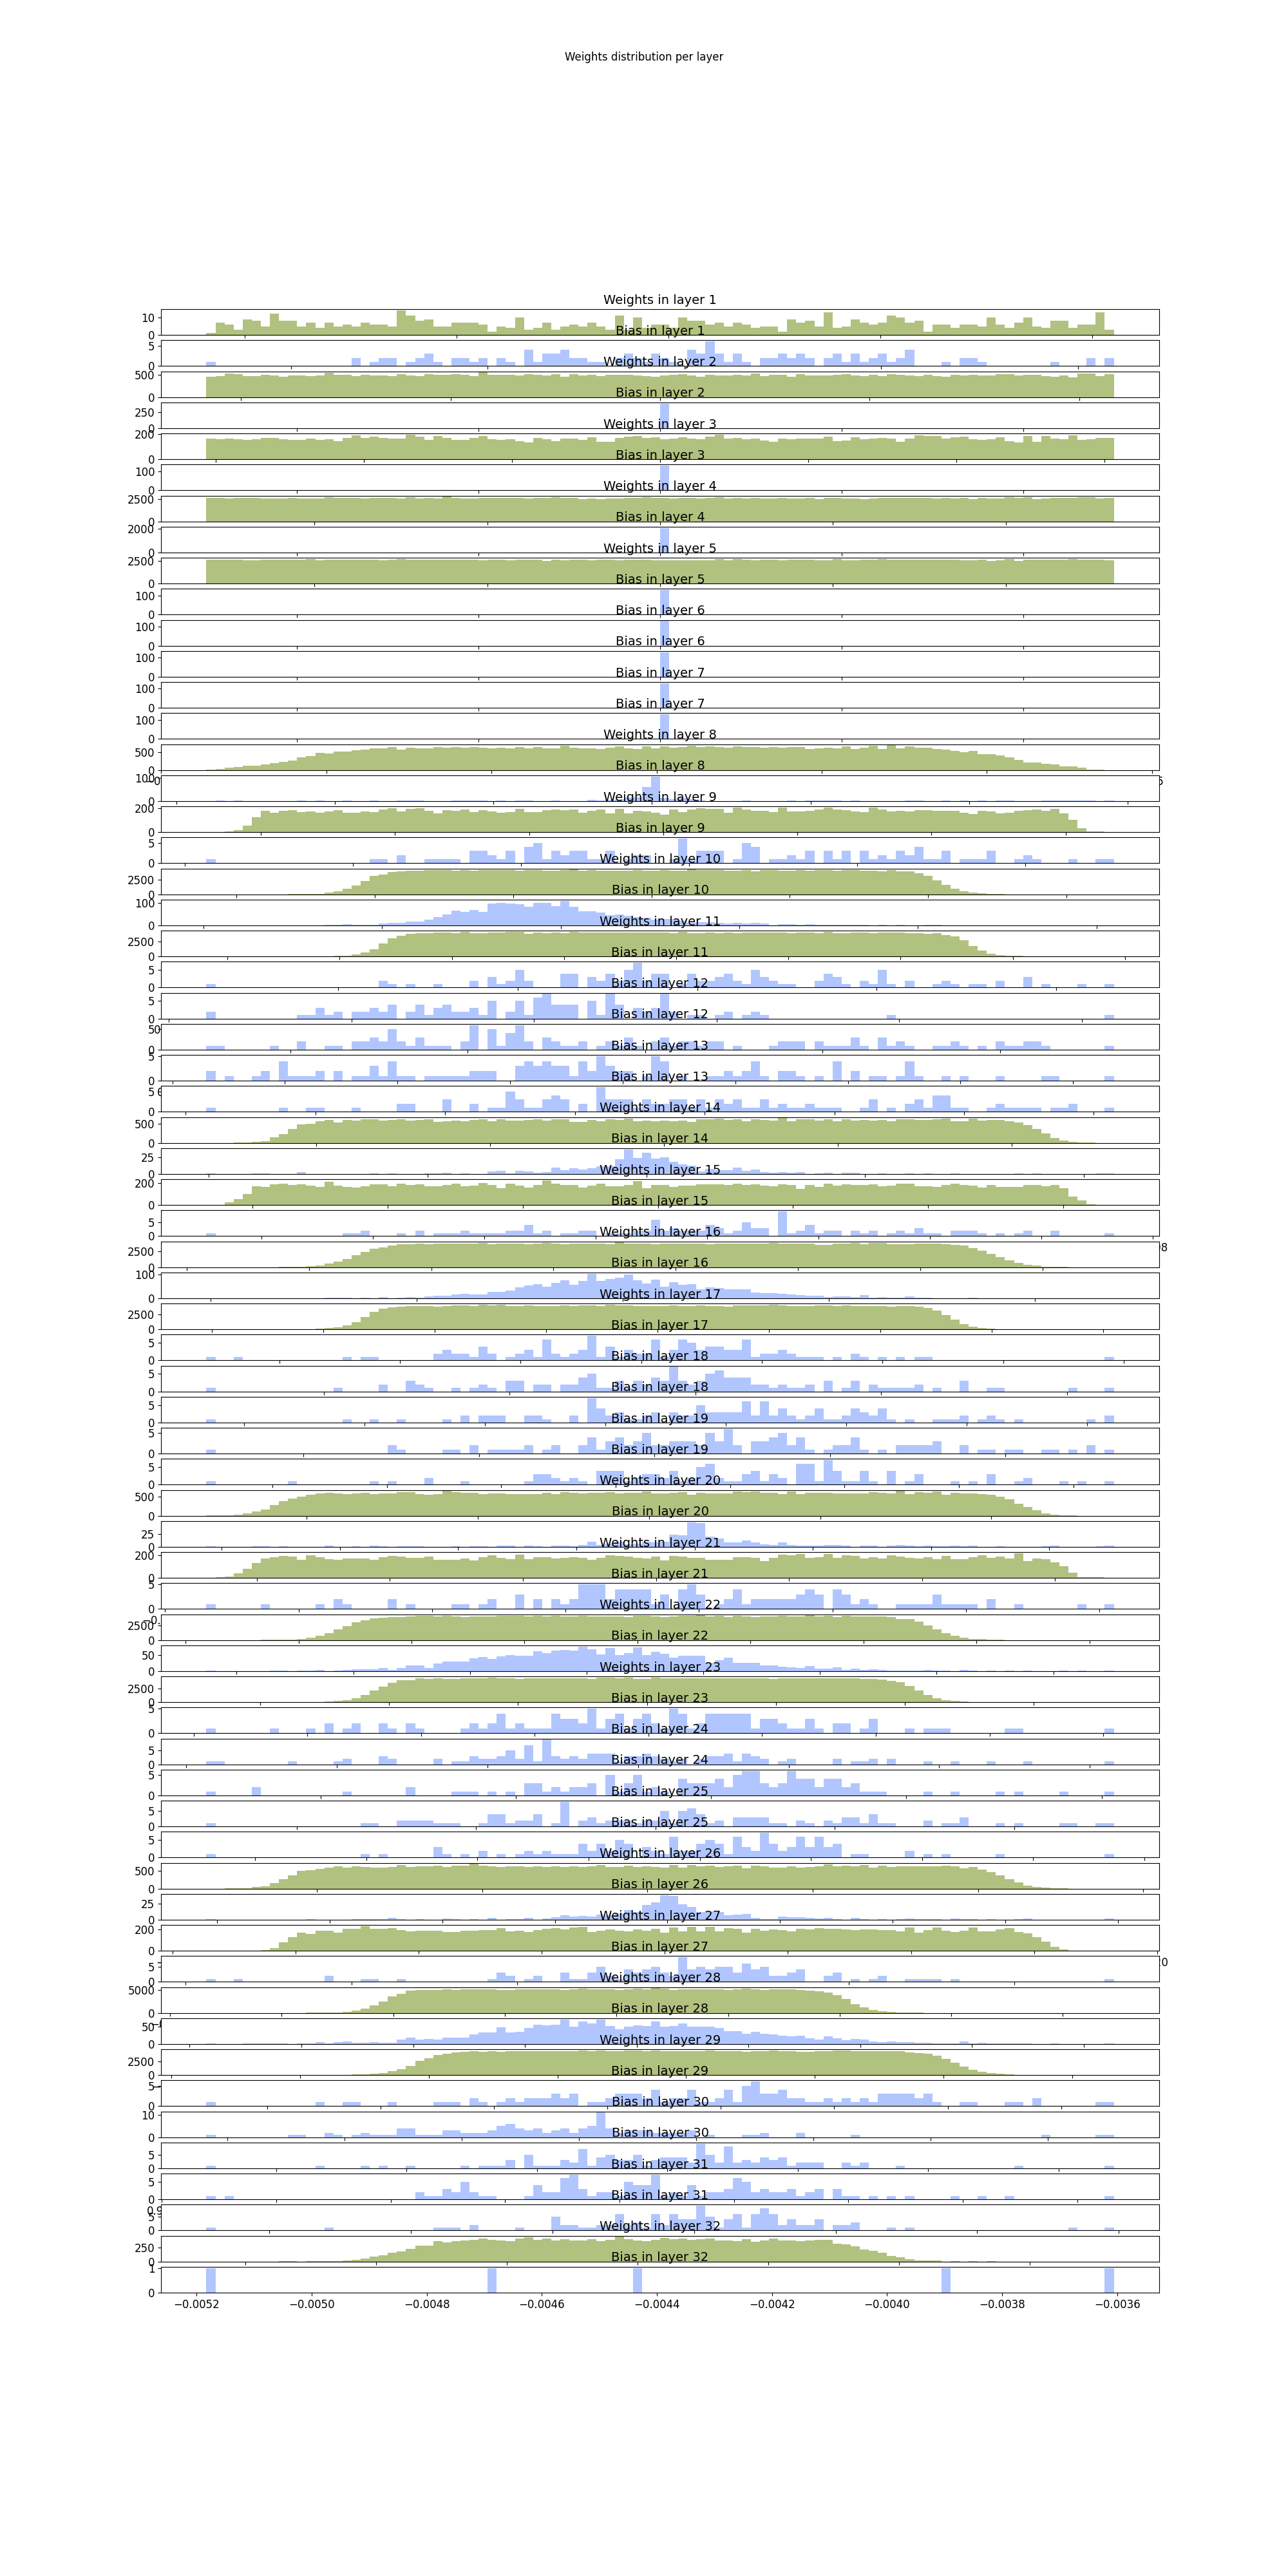 Weights distribution per layer
Weights in layer 1
10
0
Bias in layer 1
5
0
Weights in layer 2
500
0
Bias in layer 2
250
0
Weights in layer 3
200
0
Bias in layer 3
100
0
Weights in layer 4
2500
0
Bias in layer 4
2000
0
Weights in layer 5
2500
0
Bias in layer 5
100
0
Bias in layer 6
100
0
Bias in layer 6
100
0
Bias in layer 7
100
0
Bias in layer 7
100
0
Weights in layer 8
500
0
Bias in layer 8
100
0
Weights in layer 9
200
0
Bias in layer 9
5
0
Weights in layer 10
2500
0
Bias in layer 10
100
0
Weights in layer 11
2500
0
Bias in layer 11
5
0
Bias in layer 12
5
0
Bias in layer 12
5
0
Bias in layer 13
5
0
Bias in layer 13
5
0
Weights in layer 14
500
0
Bias in layer 14
25
0
Weights in layer 15
200
0
Bias in layer 15
5
0
Weights in layer 16
2500
0
Bias in layer 16
100
0
Weights in layer 17
2500
0
Bias in layer 17
5
0
Bias in layer 18
5
0
Bias in layer 18
5
0
Bias in layer 19
5
0
Bias in layer 19
5
0
Weights in layer 20
500
0
Bias in layer 20
25
0
Weights in layer 21
200
0
Bias in layer 21
5
0
Weights in layer 22
2500
0
Bias in layer 22
50
0
Weights in layer 23
2500
0
Bias in layer 23
5
0
Bias in layer 24
5
0
Bias in layer 24
5
0
Bias in layer 25
5
0
Bias in layer 25
5
0
Weights in layer 26
500
0
Bias in layer 26
25
0
Weights in layer 27
200
0
Bias in layer 27
5
0
Weights in layer 28
5000
0
Bias in layer 28
50
0
Weights in layer 29
2500
0
Bias in layer 29
5
0
Bias in layer 30
10
0
Bias in layer 30
5
0
Bias in layer 31
5
0
Bias in layer 31
5
0
Weights in layer 32
250
0
Bias in layer 32
1
0
−0.0052 −0.0050 −0.0048 −0.0046 −0.0044 −0.0042 −0.0040 −0.0038 −0.0036